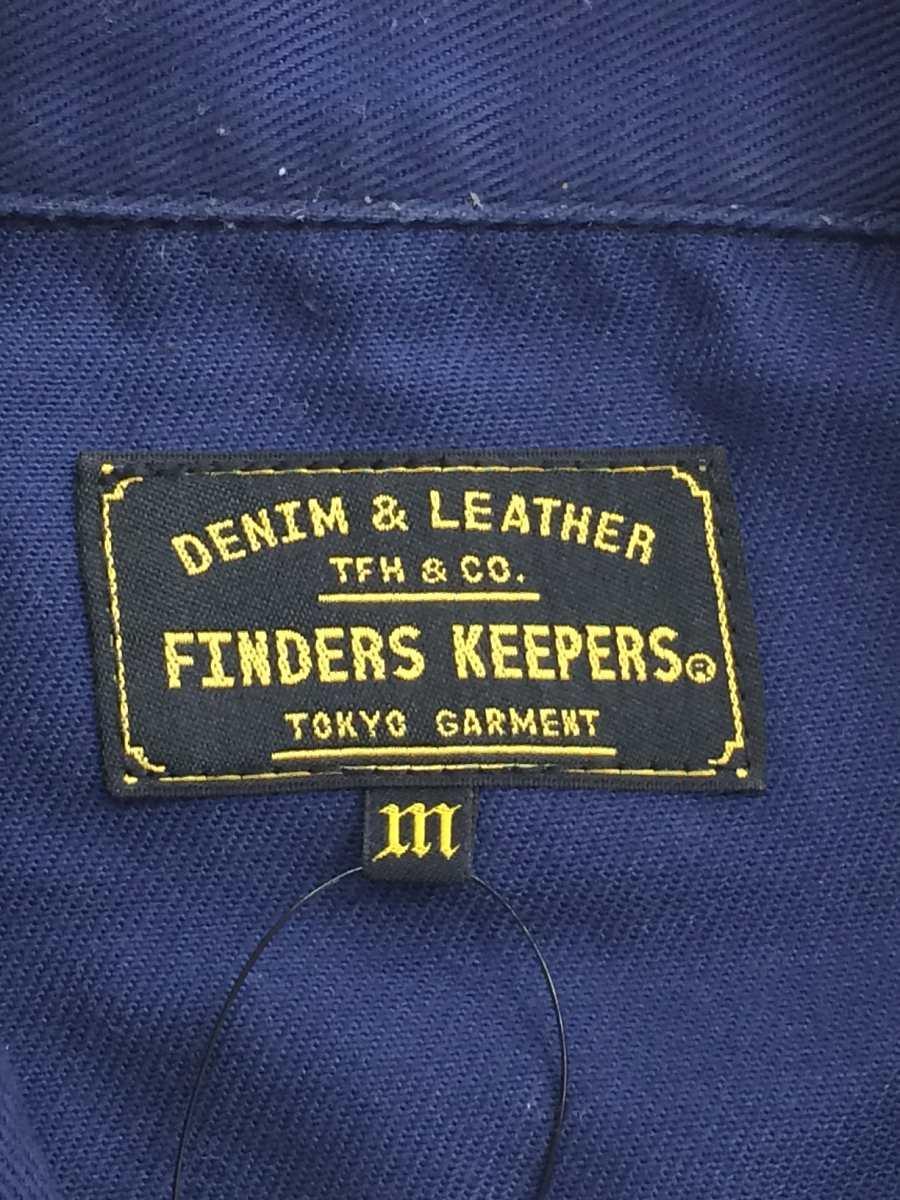 DENIM & LEATHER
TFH & CO.
FINDERS KEEPERS®
TOKYO GARMENT
m